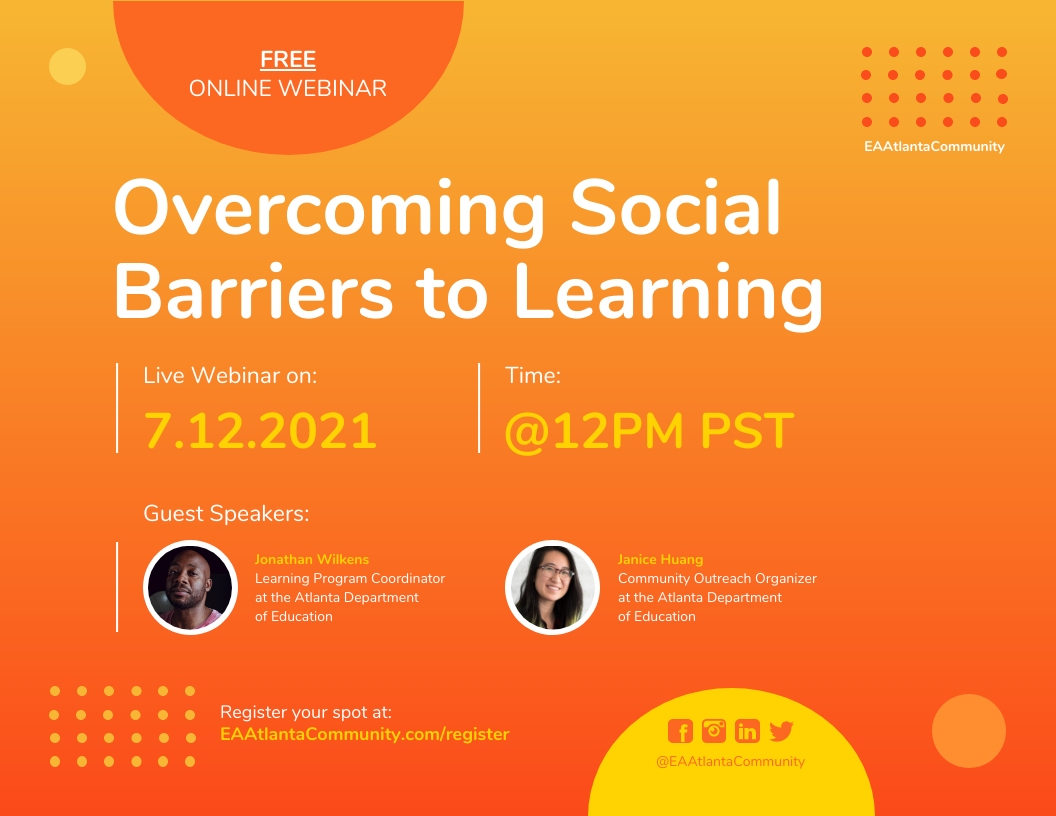 FREE
ONLINE WEBINAR
EAAtlantaCommunity
Overcoming Social
Barriers to Learning
Live Webinar on:
7.12.2021
Time:
@12PM PST
Guest Speakers:
Jonathan Wilkens
Learning Program Coordinator
at the Atlanta Department
of Education
Janice Huang
Community Outreach Organizer
at the Atlanta Department
of Education
Register your spot at:
EAAtlantaCommunity.com/register
@EAAtlantaCommunity